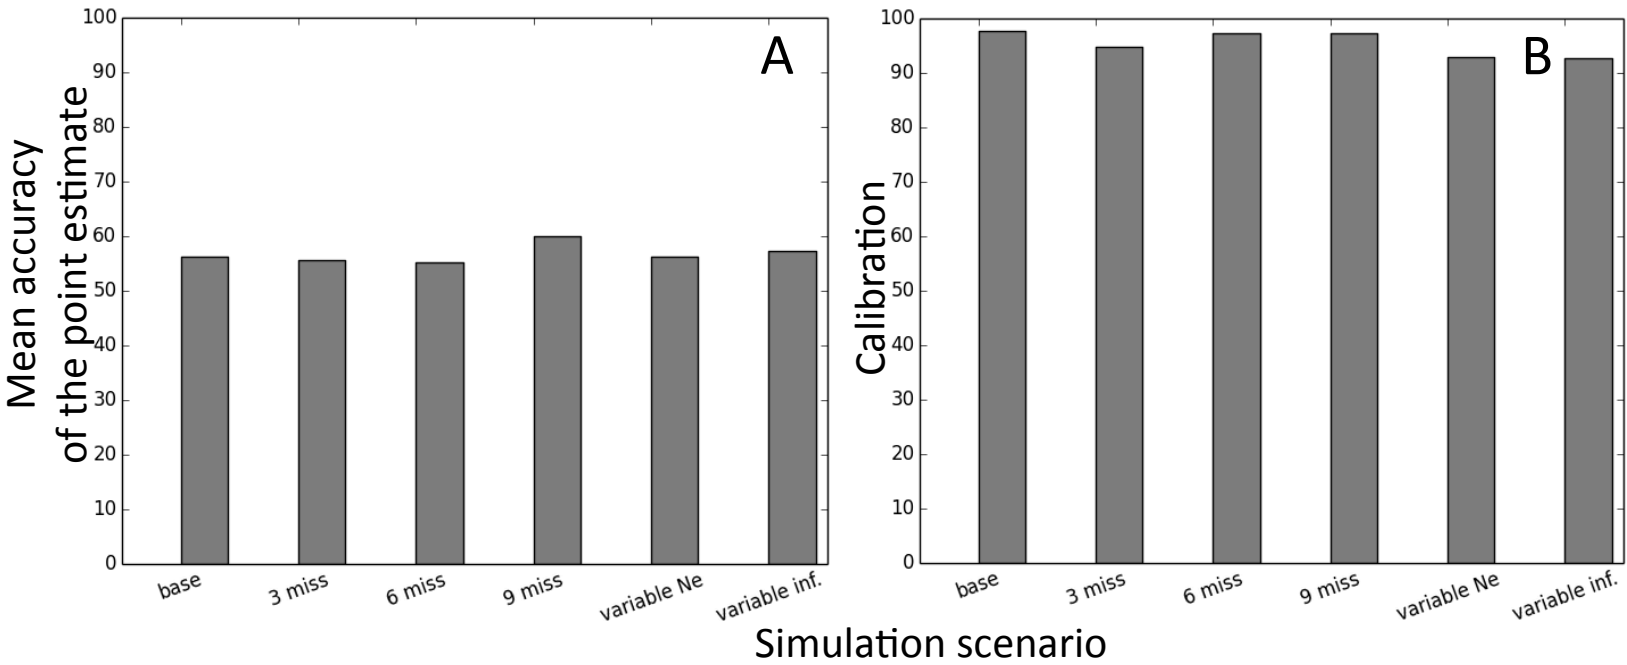 A
Mean accuracy
of the point estimate
100
90
80
70
60
50
40
30
20
10
0
base
3 miss
6 miss
9 miss
variable Ne
variable inf.
B
Calibration
100
90
80
70
60
50
40
30
20
10
0
base
3 miss
6 miss
9 miss
variable Ne
variable inf.
Simulation scenario